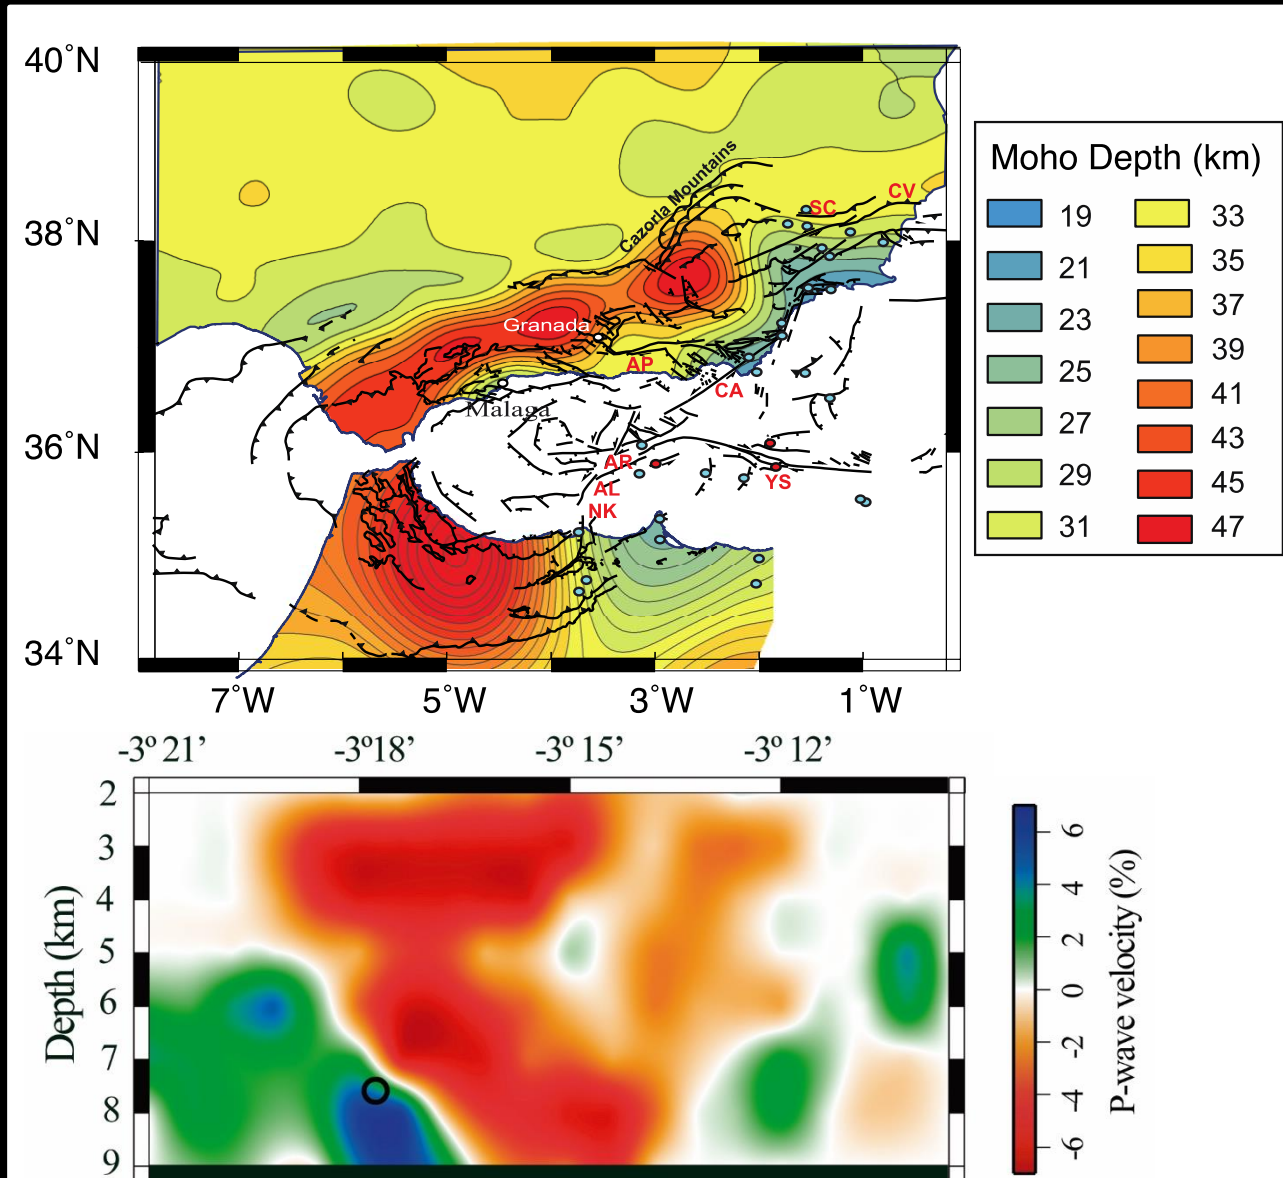 40°N
38°N
36°N
34°N
7°W
5°W
3°W
1°W
Cazorla Mountains
SC
CV
Granada
AP
CA
Malaga
AR
AL
NK
YS
Moho Depth (km)
19
21
23
25
27
29
31
33
35
37
39
41
43
45
47
-3º 21’
-3º18’
-3º 15’
-3º 12’
Depth (km)
2
3
4
5
6
7
8
9
6
4
2
0
-2
-4
-6
P-wave velocity (%)